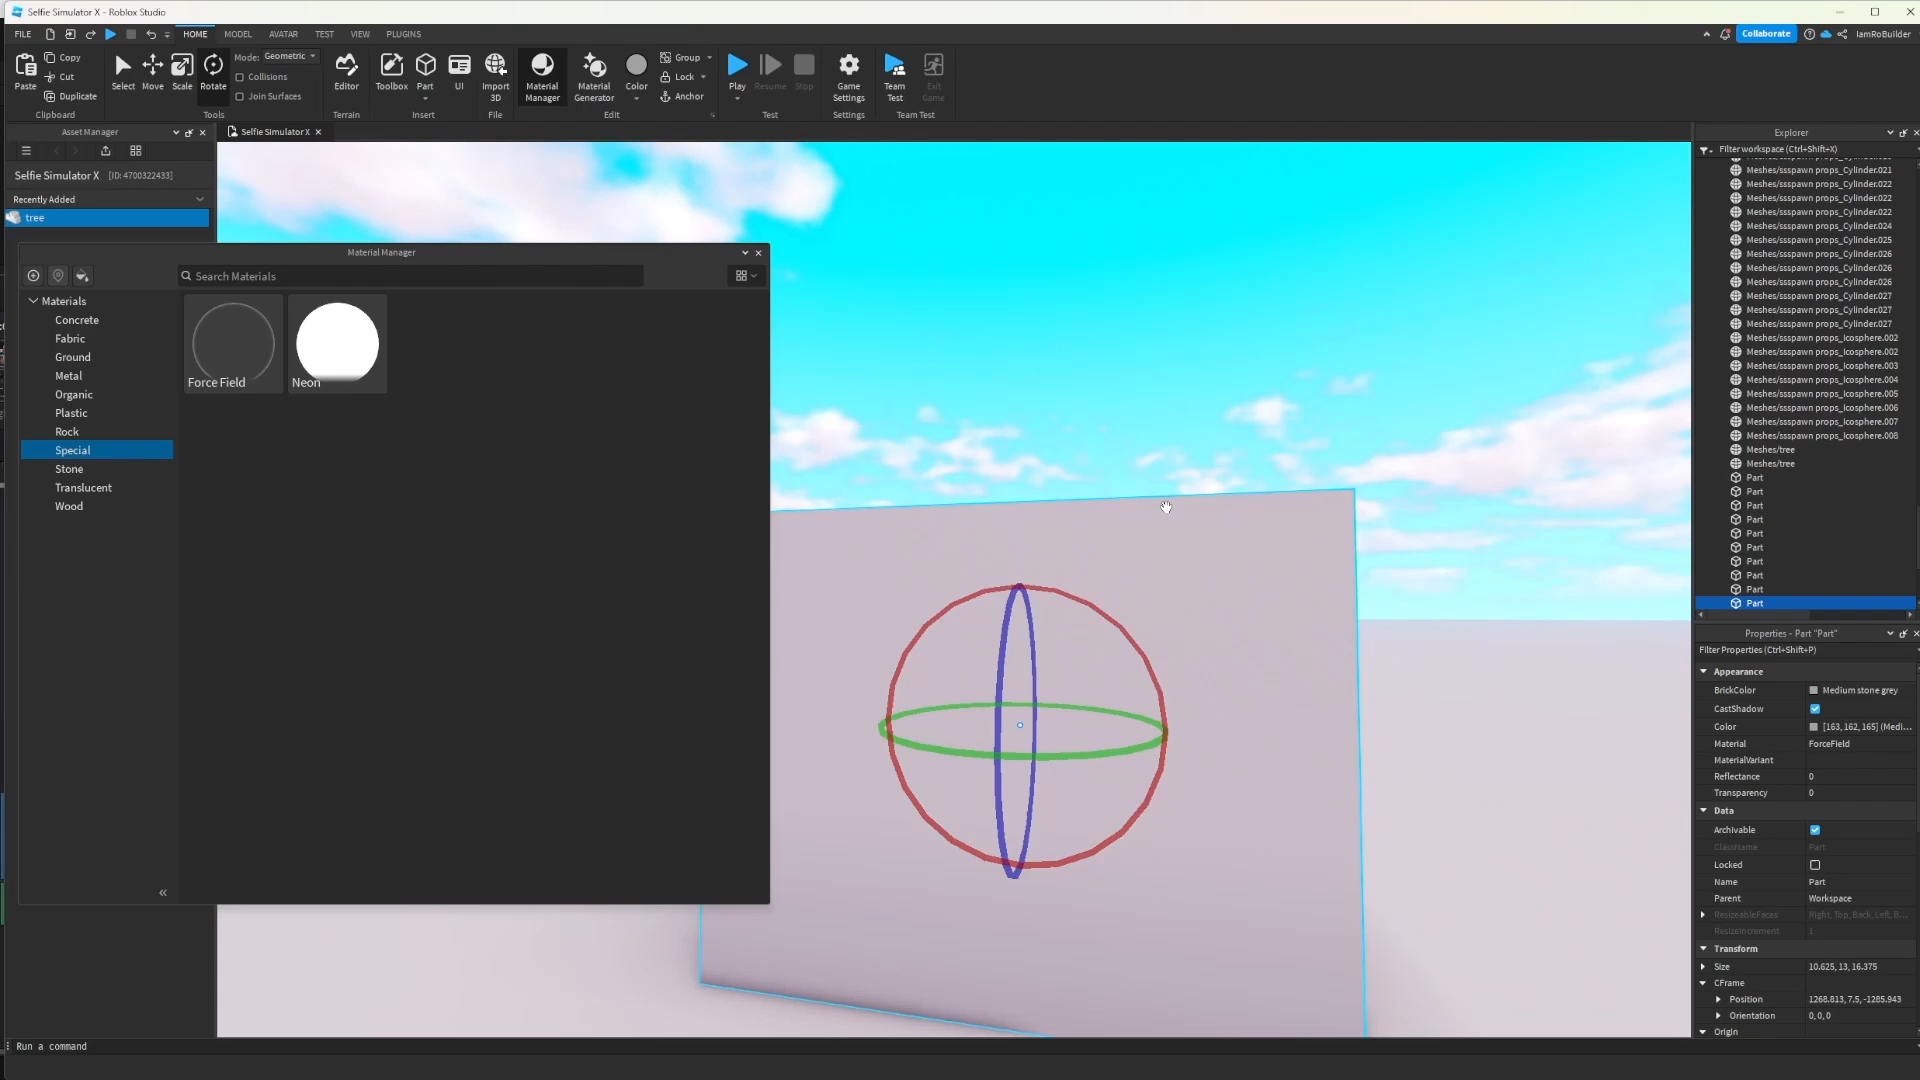 Selfie Simulator X - Roblox Studio
FILE
HOME
MODEL
AVATAR
TEST
VIEW
PLUGINS
Collaborate
IamRoBuilder
Paste
Copy
Cut
Duplicate
Clipboard
Select
Move
Scale
Rotate
Mode: Geometric
Collisions
Join Surfaces
Tools
Editor
Terrain
Toolbox
Part
UI
Insert
Import
3D
File
Material
Manager
Material
Generator
Color
Group
Lock
Anchor
Edit
Play
Resume
Stop
Test
Game
Settings
Settings
Team
Test
Exit
Game
Team Test
Asset Manager
Selfie Simulator X [ID: 4700322433]
Recently Added
tree
Selfie Simulator X
Material Manager
Search Materials
Materials
Concrete
Fabric
Ground
Metal
Organic
Plastic
Rock
Special
Stone
Translucent
Wood
Force Field
Neon
Explorer
Filter workspace (Ctrl+Shift+X)
Meshes/ssspawn props_Cylinder.021
Meshes/ssspawn props_Cylinder.022
Meshes/ssspawn props_Cylinder.022
Meshes/ssspawn props_Cylinder.022
Meshes/ssspawn props_Cylinder.024
Meshes/ssspawn props_Cylinder.025
Meshes/ssspawn props_Cylinder.026
Meshes/ssspawn props_Cylinder.026
Meshes/ssspawn props_Cylinder.026
Meshes/ssspawn props_Cylinder.027
Meshes/ssspawn props_Cylinder.027
Meshes/ssspawn props_Cylinder.027
Meshes/ssspawn props_Icosphere.002
Meshes/ssspawn props_Icosphere.002
Meshes/ssspawn props_Icosphere.003
Meshes/ssspawn props_Icosphere.004
Meshes/ssspawn props_Icosphere.005
Meshes/ssspawn props_Icosphere.006
Meshes/ssspawn props_Icosphere.007
Meshes/ssspawn props_Icosphere.008
Meshes/tree
Meshes/tree
Part
Part
Part
Part
Part
Part
Part
Part
Part
Part
Properties - Part "Part"
Filter Properties (Ctrl+Shift+P)
Appearance
BrickColor Medium stone grey
CastShadow
Color [163, 162, 165] (Medi...
Material ForceField
MaterialVariant
Reflectance 0
Transparency 0
Data
Archivable
ClassName Part
Locked
Name Part
Parent Workspace
ResizeableFaces Right, Top, Back, Left, B...
ResizeIncrement 1
Transform
Size 10.625, 13, 16.375
CFrame
Position 1268.813, 7.5, -1285.943
Orientation 0, 0, 0
Origin
Run a command